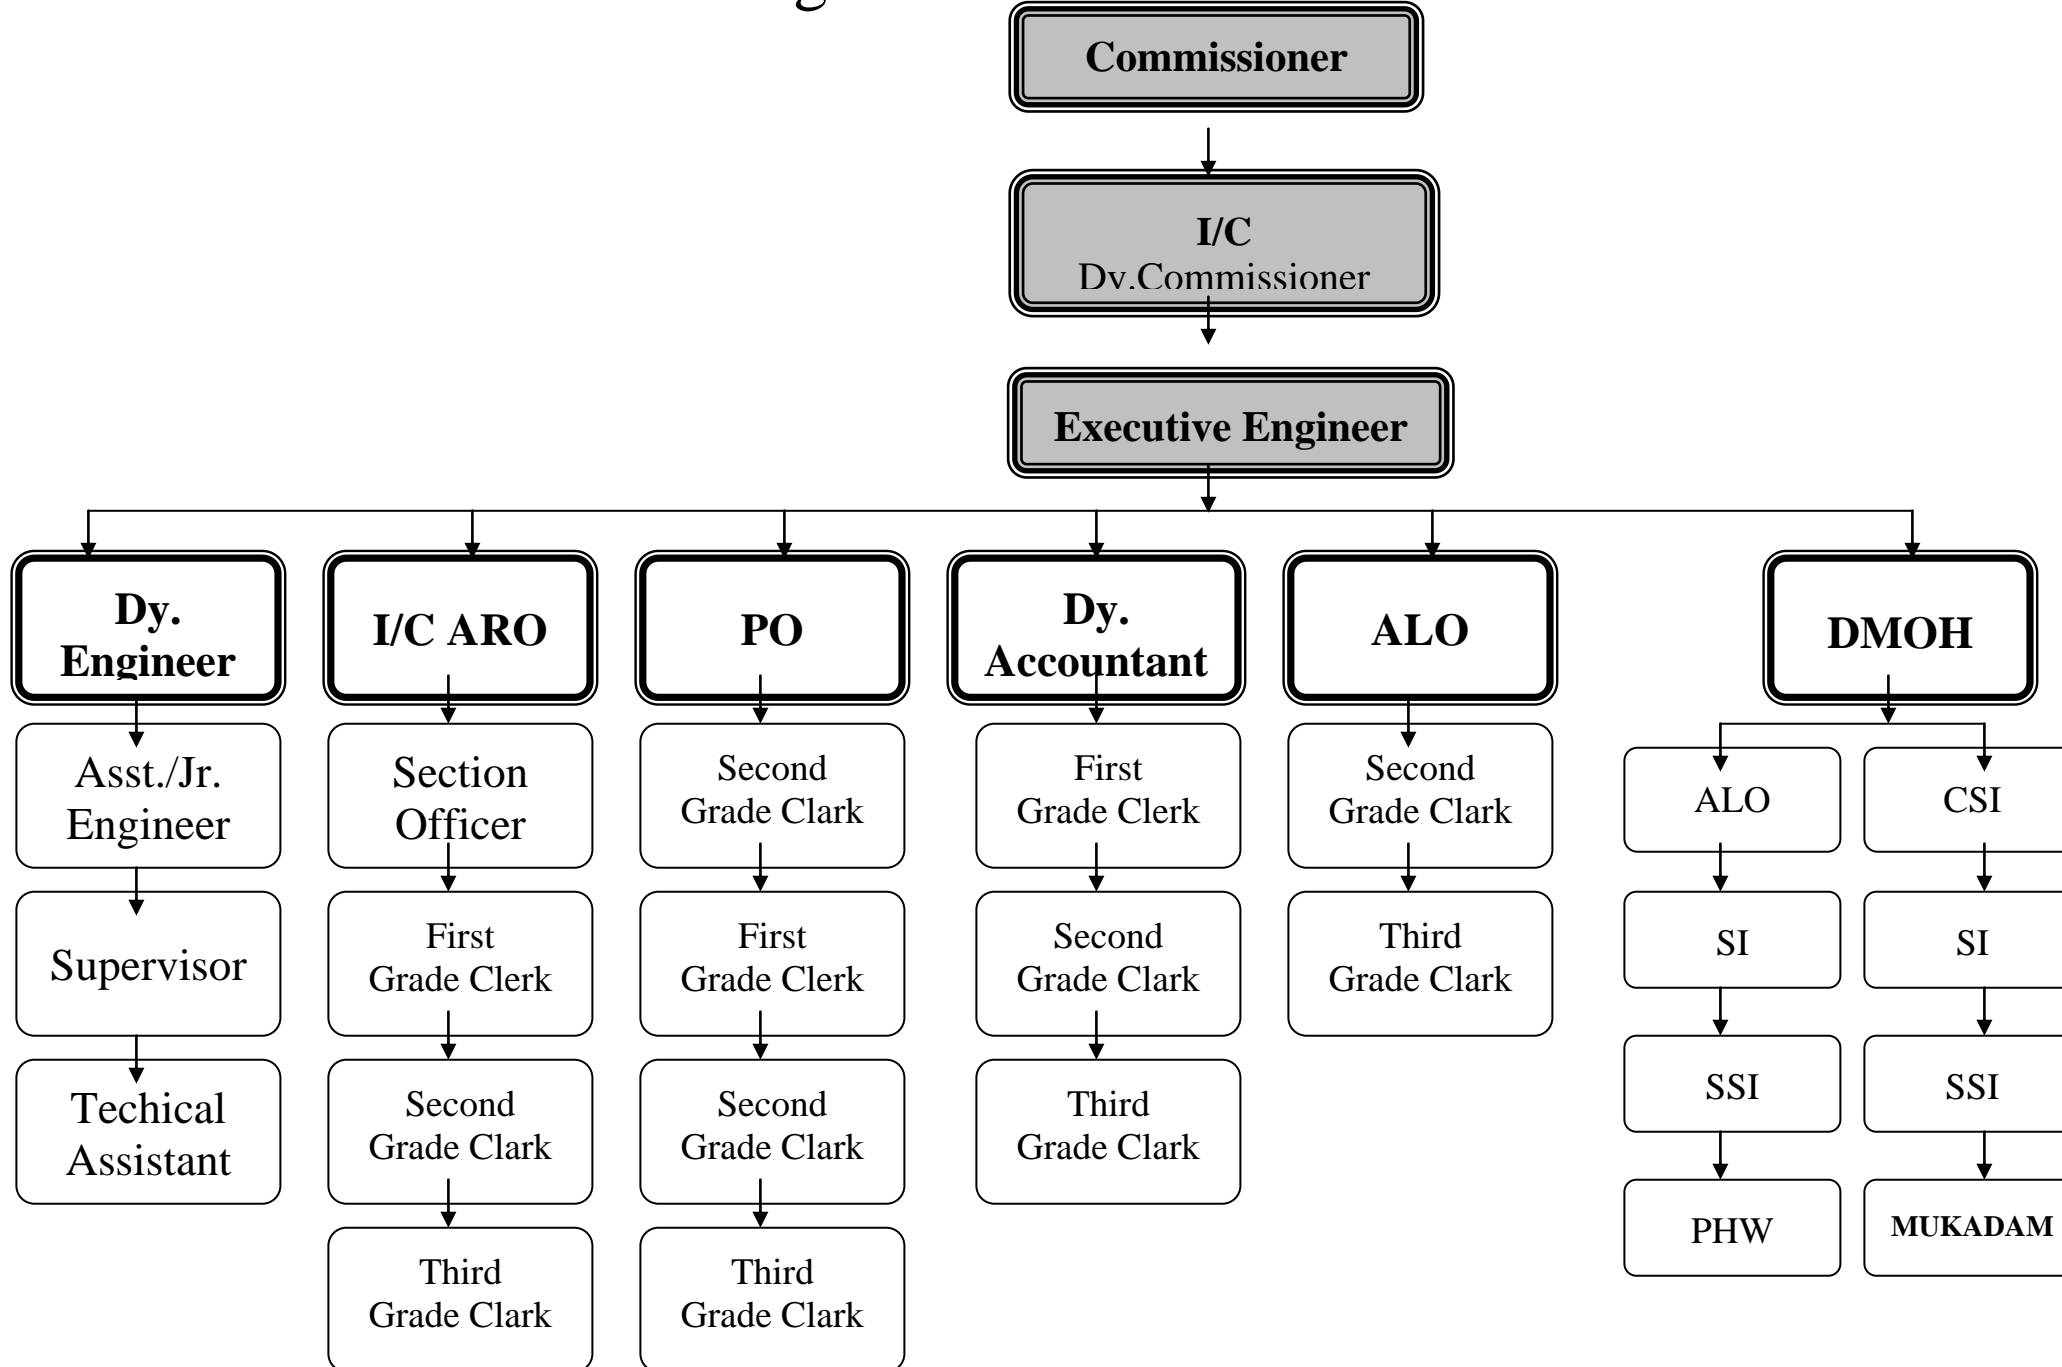 Commissioner
I/C
Dy.Commissioner
Executive Engineer
Dy.
Engineer
I/C ARO
PO
Dy.
Accountant
ALO
DMOH
Asst./Jr.
Engineer
Section
Officer
Second
Grade Clark
First
Grade Clerk
Second
Grade Clark
ALO
CSI
Supervisor
First
Grade Clerk
First
Grade Clerk
Second
Grade Clark
Third
Grade Clark
SI
SI
Techical
Assistant
Second
Grade Clark
Second
Grade Clark
Third
Grade Clark
SSI
SSI
Third
Grade Clark
Third
Grade Clark
PHW
MUKADAM